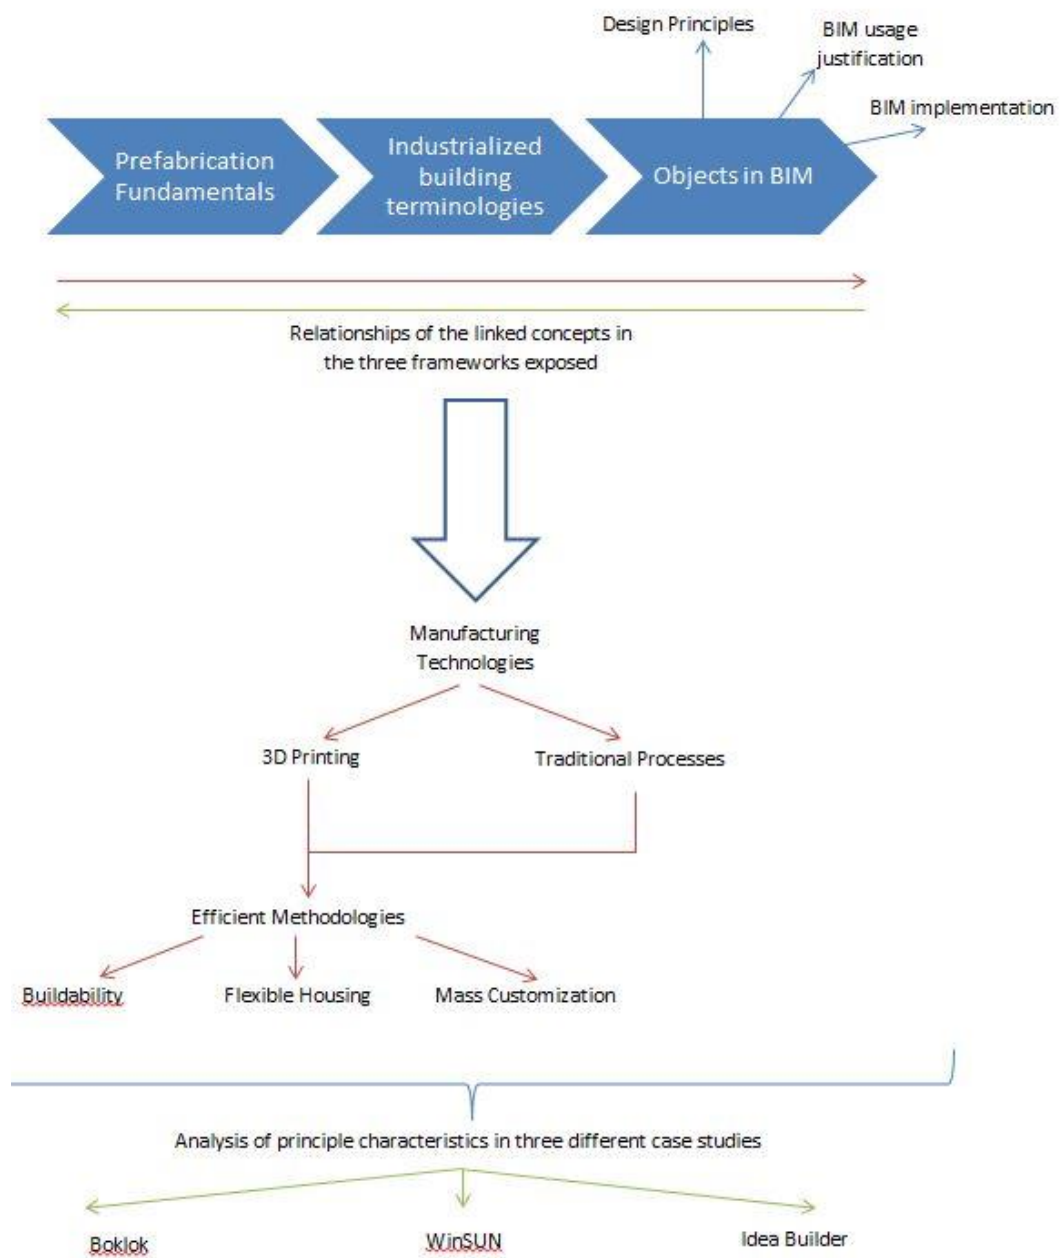 Design Principles
BIM usage
justification
BIM implementation
Prefabrication
Fundamentals
Industrialized
building
terminologies
Objects in BIM
Relationships of the linked concepts in
the three frameworks exposed
Manufacturing
Technologies
3D Printing
Traditional Processes
Efficient Methodologies
Buildability
Flexible Housing
Mass Customization
Analysis of principle characteristics in three different case studies
Boklok
WinSUN
Idea Builder